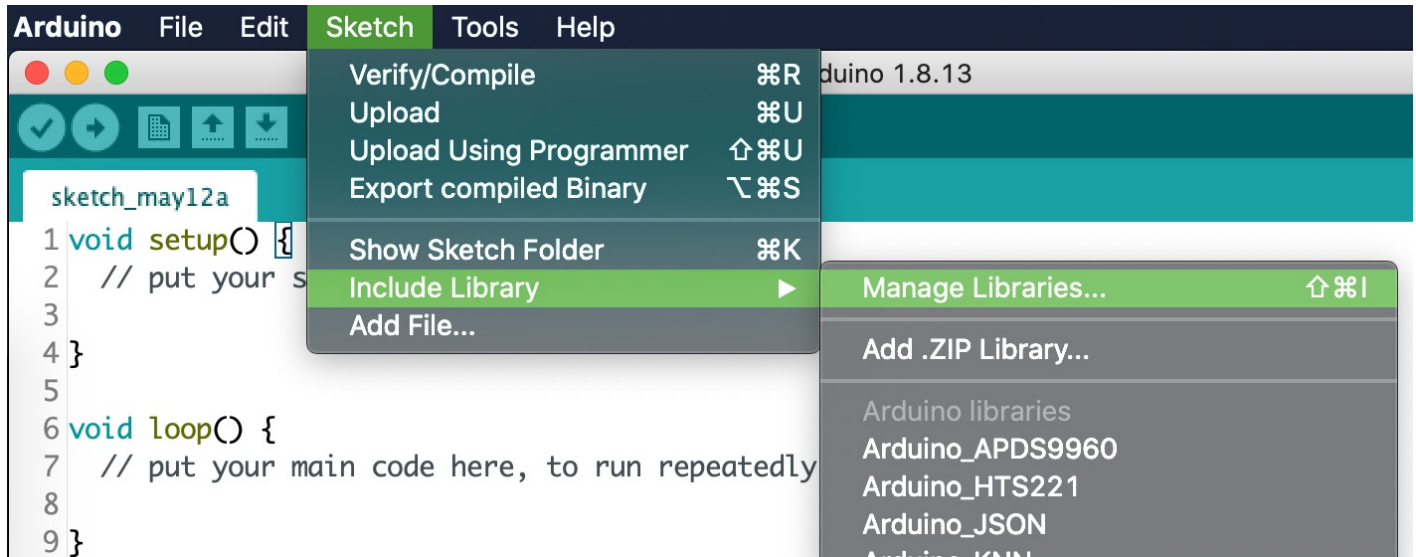 Arduino File Edit Sketch Tools Help
duino 1.8.13
Verify/Compile ⌘R
Upload ⌘U
Upload Using Programmer ⇧⌘U
Export compiled Binary ⌥⌘S
Show Sketch Folder ⌘K
Include Library ▶
Add File...
Manage Libraries... ⇧⌘I
Add .ZIP Library...
Arduino libraries
Arduino_APDS9960
Arduino_HTS221
Arduino_JSON
sketch_may12a
1 void setup() {
2 // put your s
3
4 }
5
6 void loop() {
7 // put your main code here, to run repeatedly
8
9 }